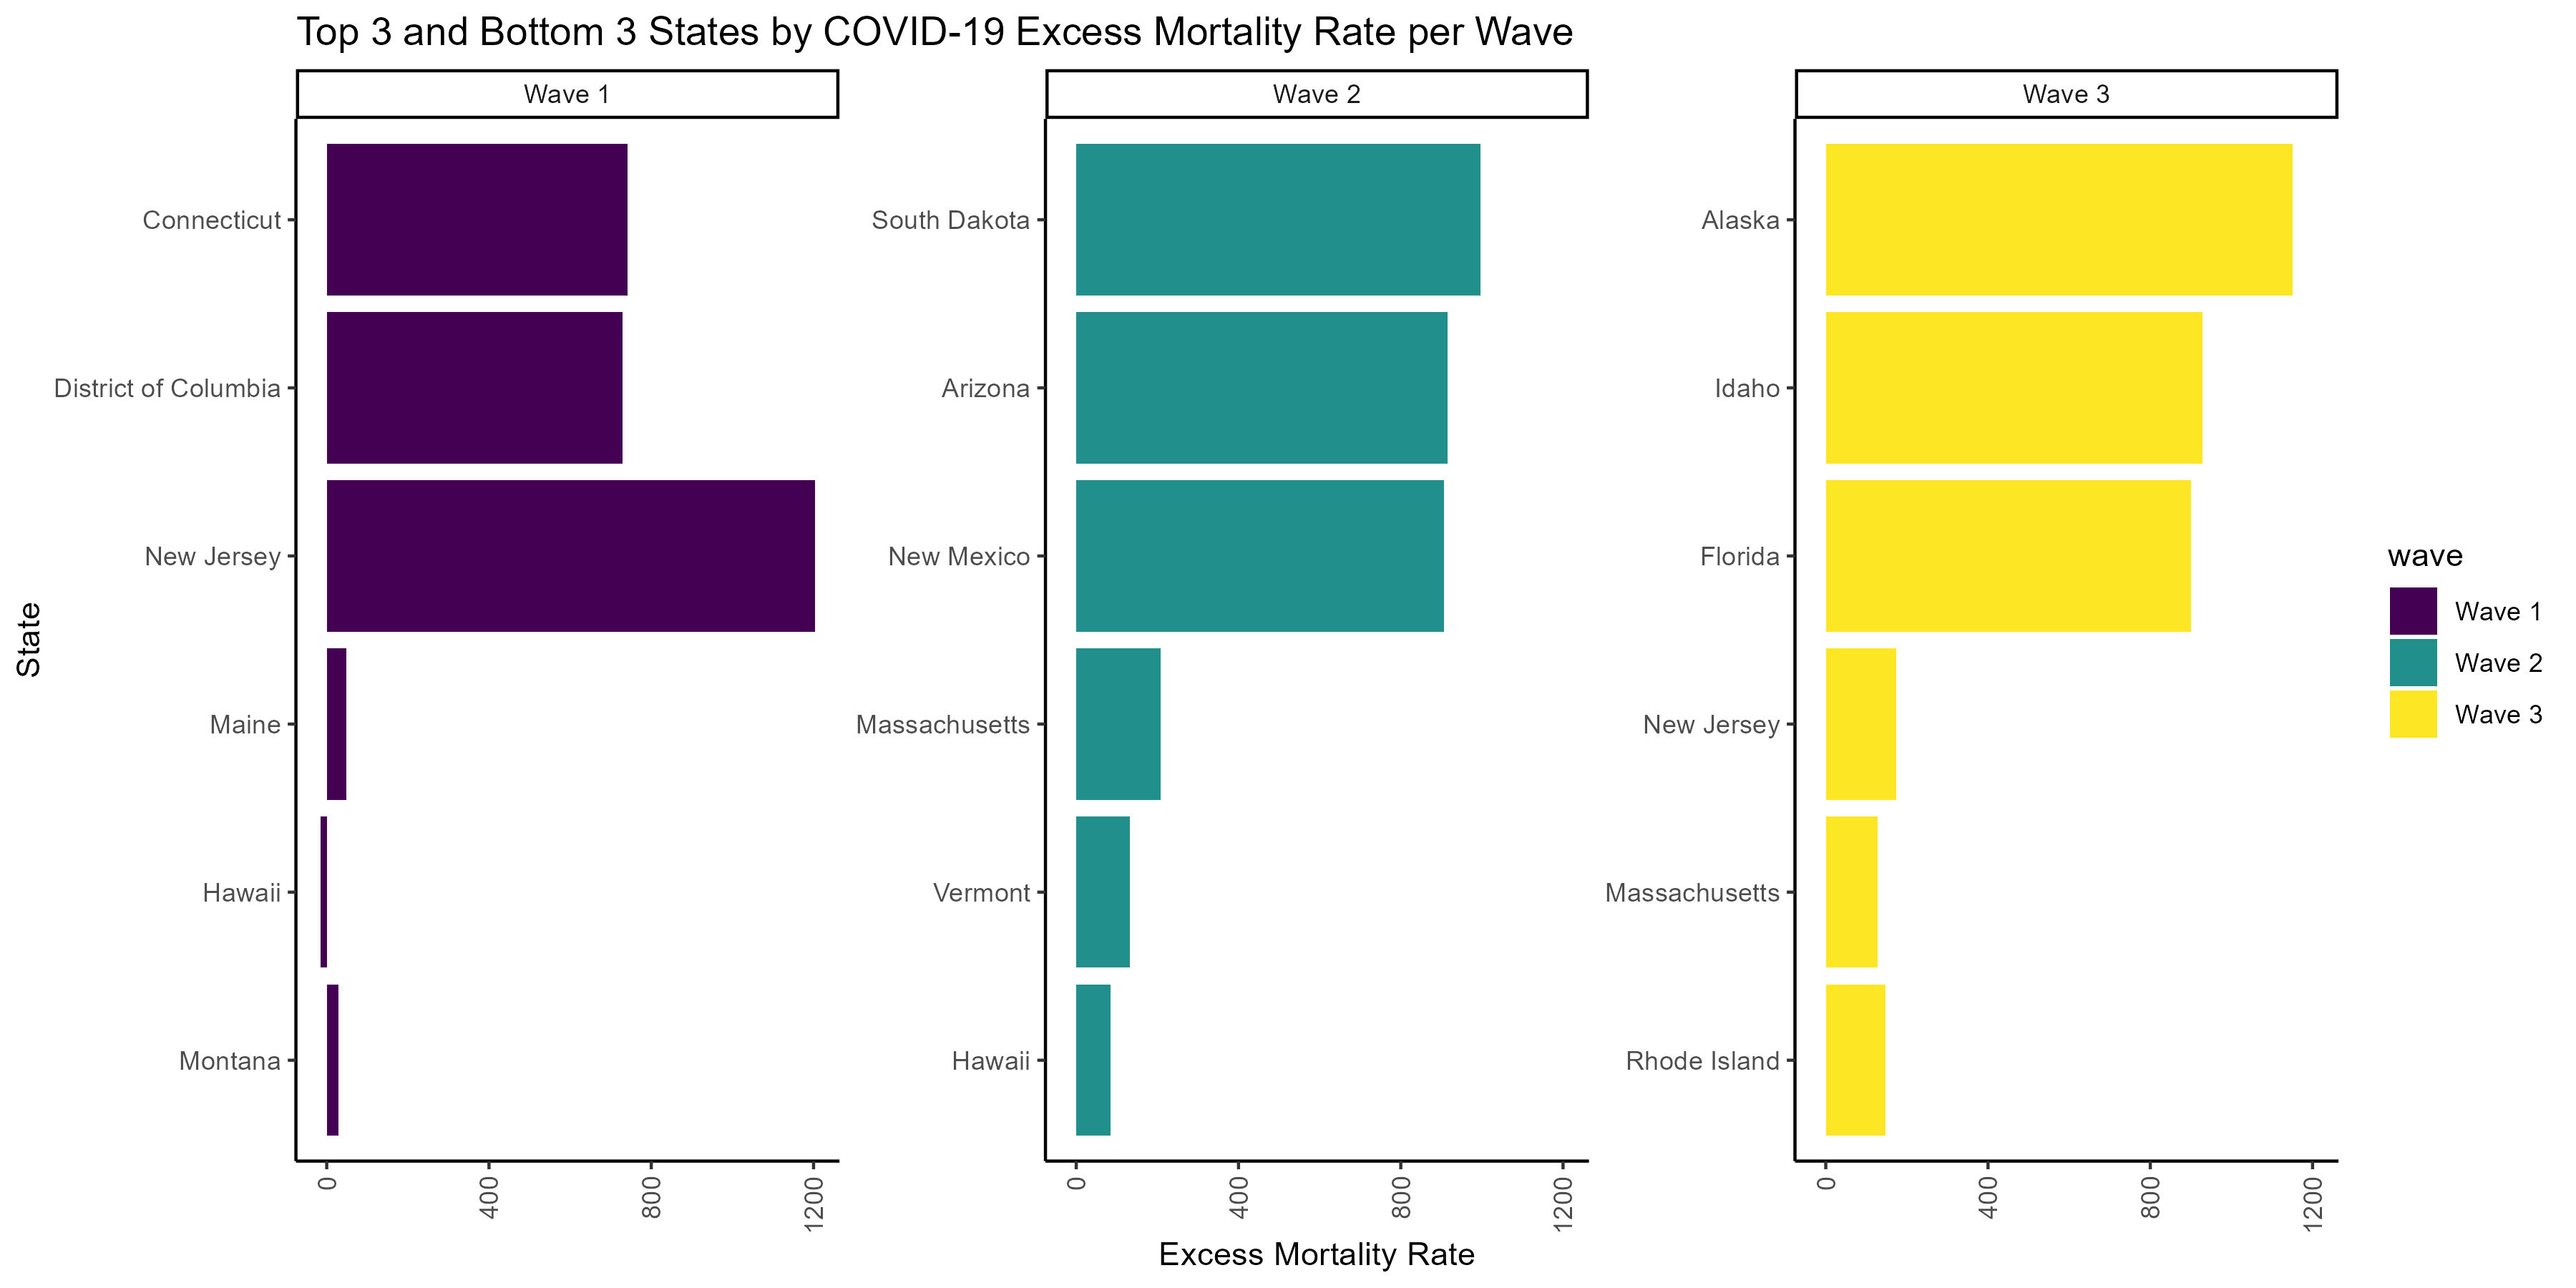 Top 3 and Bottom 3 States by COVID-19 Excess Mortality Rate per Wave
Wave 1
Wave 2
Wave 3
State
Connecticut
District of Columbia
New Jersey
Maine
Hawaii
Montana
0
400
800
1200
South Dakota
Arizona
New Mexico
Massachusetts
Vermont
Hawaii
0
400
800
1200
Alaska
Idaho
Florida
New Jersey
Massachusetts
Rhode Island
0
400
800
1200
Excess Mortality Rate
wave
Wave 1
Wave 2
Wave 3